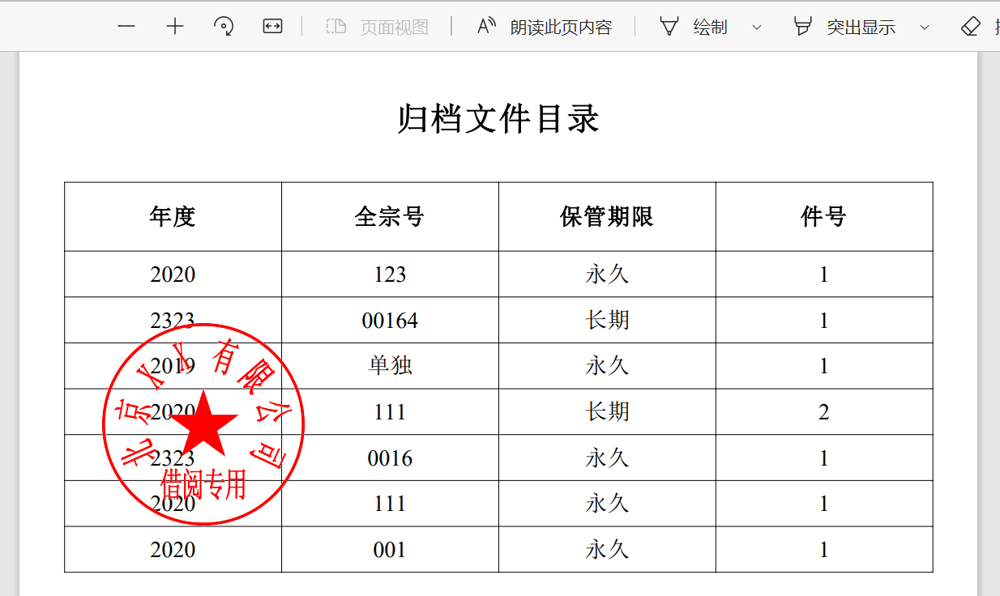 页面视图 朗读此页内容 绘制 突出显示
归档文件目录
年度 全宗号 保管期限 件号
2020 123 永久 1
2323 00164 长期 1
2019 单独 永久 1
2020 111 长期 2
2323 0016 永久 1
2020 111 永久 1
2020 001 永久 1
北京XX有限公司
借阅专用